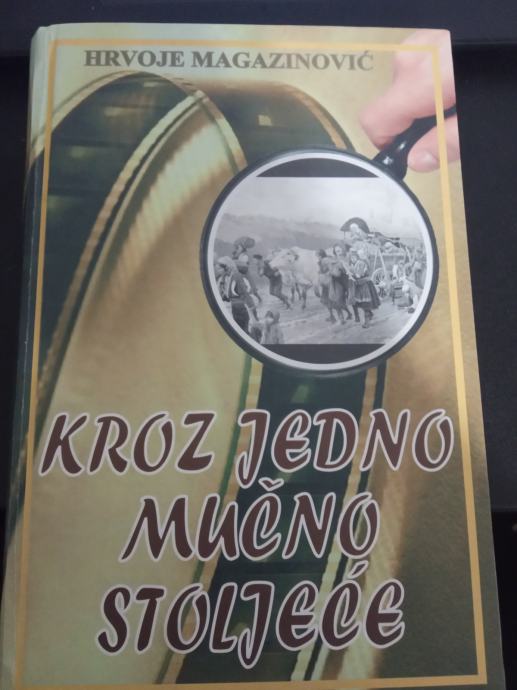 HRVOJE MAGAZINOVIĆ
KROZ JEDNO
MUČNO
STOLJEĆE